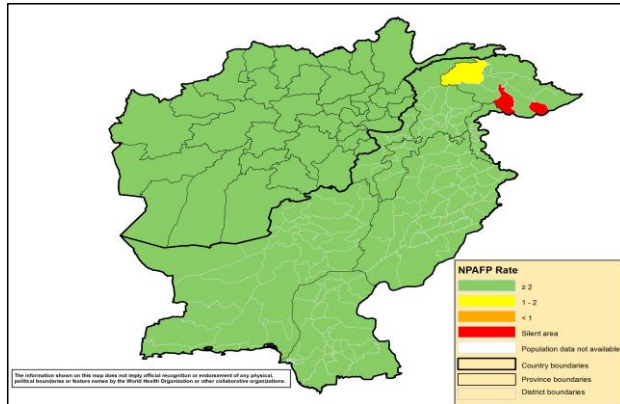 NPAFP Rate
≥ 2
1 - 2
< 1
Silent area
Population data not available
Country boundaries
Province boundaries
District boundaries
The information shown on this map does not imply official recognition or endorsement of any physical,
political boundaries or feature names by the World Health Organization or other collaborative organizations.